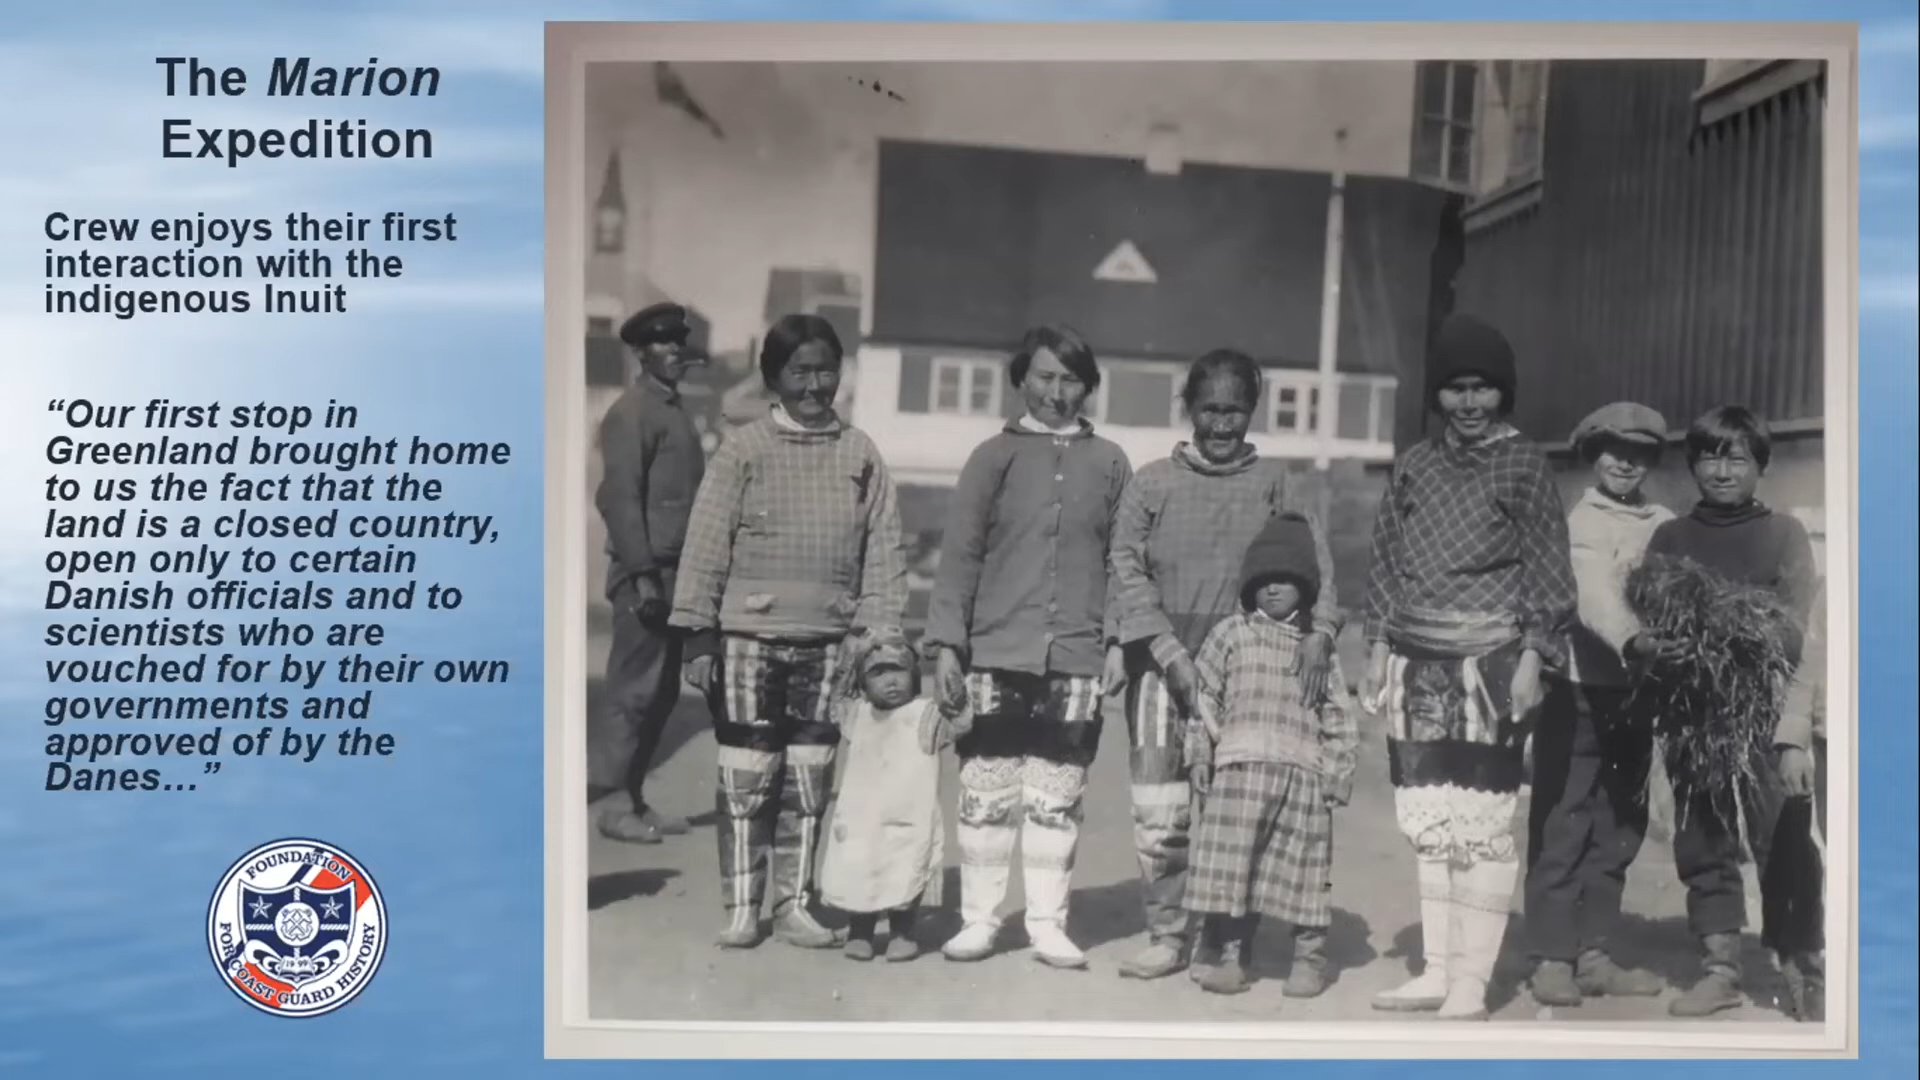 The Marion
Expedition
Crew enjoys their first
interaction with the
indigenous Inuit
“Our first stop in
Greenland brought home
to us the fact that the
land is a closed country,
open only to certain
Danish officials and to
scientists who are
vouched for by their own
governments and
approved of by the
Danes…”
FOUNDATION
FOR COAST GUARD HISTORY
1999